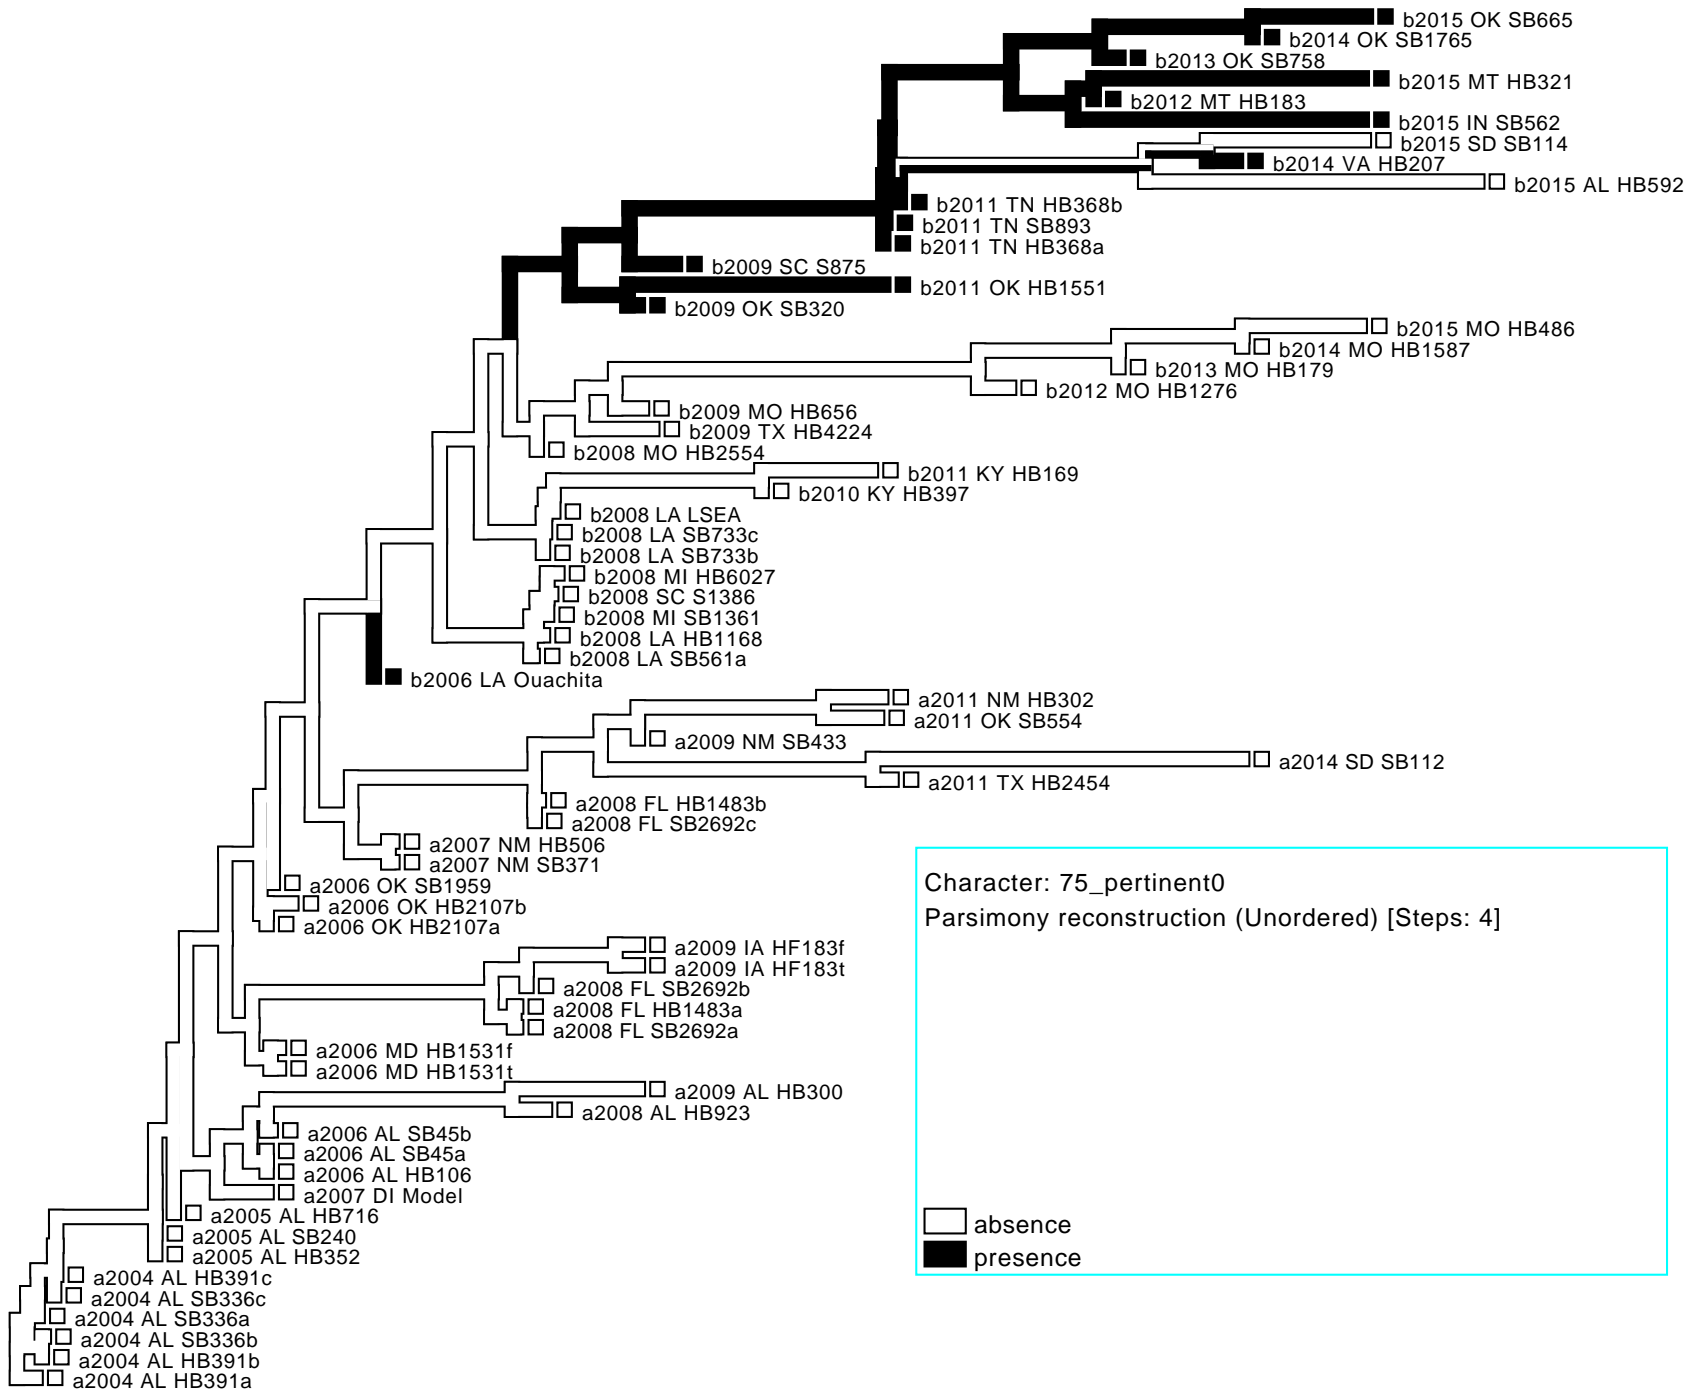 b2015 OK SB665
b2014 OK SB1765
b2013 OK SB758
b2015 MT HB321
b2012 MT HB183
b2015 IN SB562
b2015 SD SB114
b2014 VA HB207
b2015 AL HB592
b2011 TN HB368b
b2011 TN SB893
b2011 TN HB368a
b2009 SC S875
b2011 OK HB1551
b2009 OK SB320
b2015 MO HB486
b2014 MO HB1587
b2013 MO HB179
b2012 MO HB1276
b2009 MO HB656
b2009 TX HB4224
b2008 MO HB2554
b2011 KY HB169
b2010 KY HB397
b2008 LA LSEA
b2008 LA SB733c
b2008 LA SB733b
b2008 MI HB6027
b2008 SC S1386
b2008 MI SB1361
b2008 LA HB1168
b2008 LA SB561a
b2006 LA Ouachita
a2011 NM HB302
a2011 OK SB554
a2009 NM SB433
a2014 SD SB112
a2011 TX HB2454
a2008 FL HB1483b
a2008 FL SB2692c
a2007 NM HB506
a2007 NM SB371
a2006 OK SB1959
a2006 OK HB2107b
a2006 OK HB2107a
a2009 IA HF183f
a2009 IA HF183t
a2008 FL SB2692b
a2008 FL HB1483a
a2008 FL SB2692a
a2006 MD HB1531f
a2006 MD HB1531t
a2009 AL HB300
a2008 AL HB923
a2006 AL SB45b
a2006 AL SB45a
a2006 AL HB106
a2007 DI Model
a2005 AL HB716
a2005 AL SB240
a2005 AL HB352
a2004 AL HB391c
a2004 AL SB336c
a2004 AL SB336a
a2004 AL SB336b
a2004 AL HB391b
a2004 AL HB391a
Character: 75_pertinent0
Parsimony reconstruction (Unordered) [Steps: 4]
absence
presence